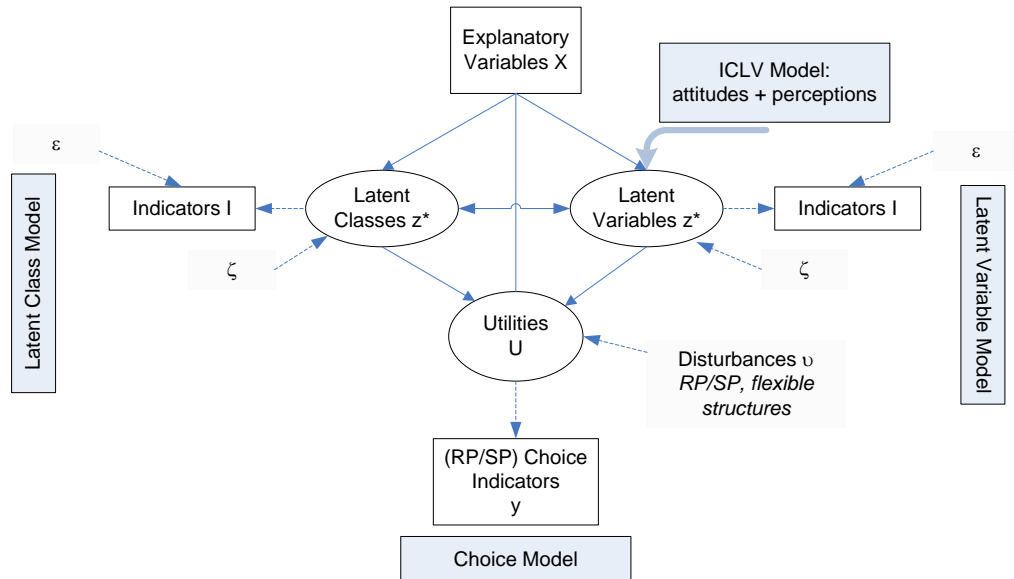 Explanatory
Variables X
ICLV Model:
attitudes + perceptions
ε
ε
Latent Class Model
Indicators I
Latent
Classes z*
Latent
Variables z*
Indicators I
Latent Variable Model
ζ
ζ
Utilities
U
Disturbances υ
RP/SP, flexible
structures
(RP/SP) Choice
Indicators
y
Choice Model